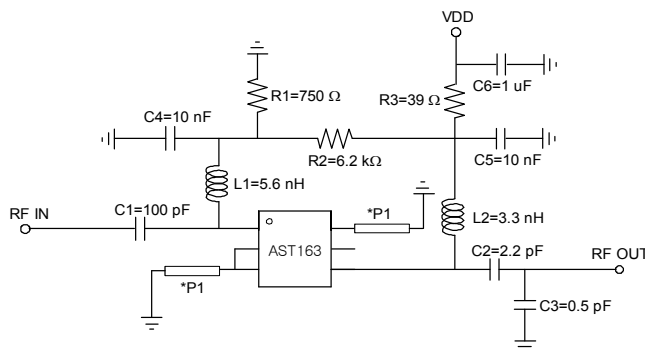 VDD
C6=1 uF
R1=750 Ω
R3=39 Ω
C4=10 nF
R2=6.2 kΩ
C5=10 nF
L1=5.6 nH
L2=3.3 nH
RF IN
C1=100 pF
*P1
AST163
C2=2.2 pF
RF OUT
*P1
C3=0.5 pF